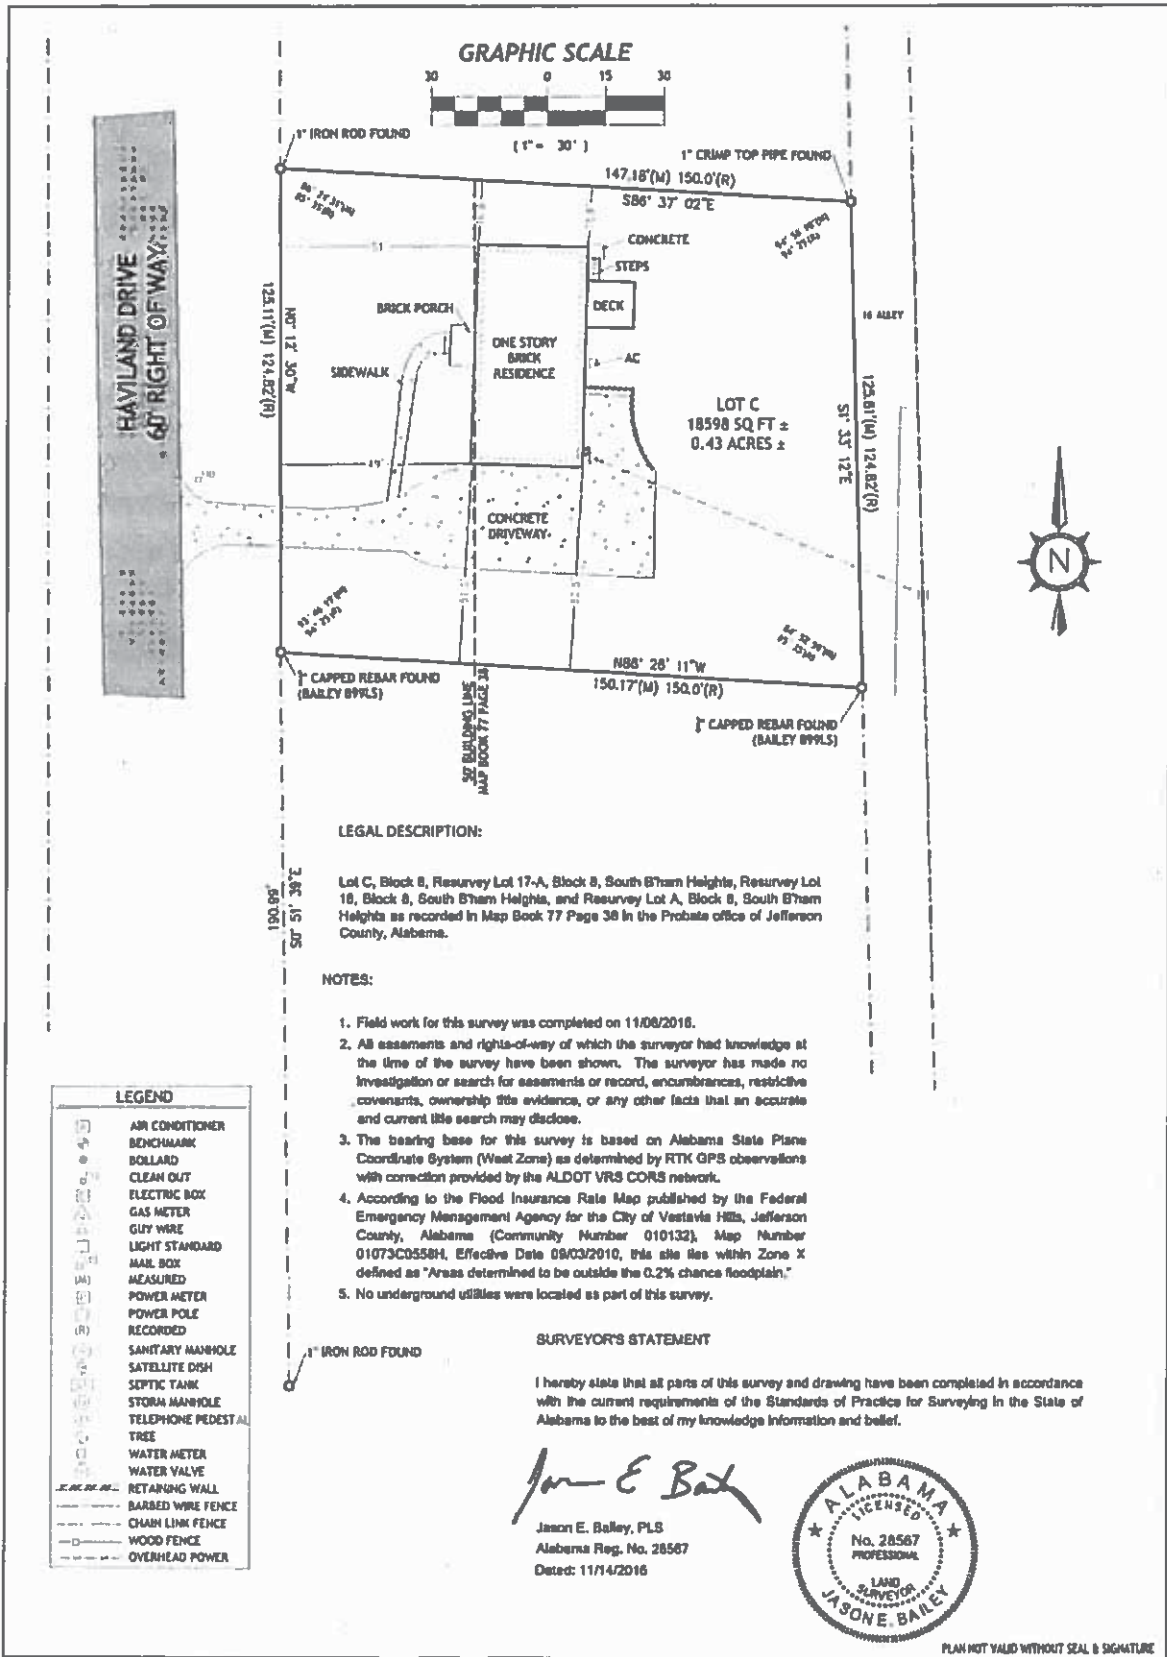 GRAPHIC SCALE
30 0 15 30
(1"= 30')
1" IRON ROD FOUND
1" CRIMP TOP PIPE FOUND
147.18'(M) 150.0'(R)
S86° 37' 02"E
HAVILAND DRIVE
60' RIGHT OF WAY
N0° 12' 30"W
125.11'(M) 124.82'(R)
CONCRETE
STEPS
DECK
BRICK PORCH
ONE STORY
BRICK
RESIDENCE
AC
SIDEWALK
16 ALLEY
LOT C
18598 SQ FT ±
0.43 ACRES ±
125.61'(M) 124.82'(R)
S1° 33' 12"E
49'
CONCRETE
DRIVEWAY
N
CAPPED REBAR FOUND
(BAILEY 899LS)
150.17'(M) 150.0'(R)
CAPPED REBAR FOUND
(BAILEY 899LS)
50' BUILDING LINE
MAP BOOK 77 PAGE 38
190.69'
S0° 51' 39"E
LEGAL DESCRIPTION:
Lot C, Block 8, Resurvey Lot 17-A, Block 8, South B'ham Heights, Resurvey Lot
18, Block 8, South B'ham Heights, and Resurvey Lot A, Block 8, South B'ham
Heights as recorded in Map Book 77 Page 38 in the Probate office of Jefferson
County, Alabama.
NOTES:
1. Field work for this survey was completed on 11/08/2016.
2. All easements and rights-of-way of which the surveyor had knowledge at
the time of the survey have been shown. The surveyor has made no
investigation or search for easements or record, encumbrances, restrictive
covenants, ownership title evidence, or any other facts that an accurate
and current title search may disclose.
3. The bearing base for this survey is based on Alabama State Plane
Coordinate System (West Zone) as determined by RTK GPS observations
with correction provided by the ALDOT VRS CORS network.
4. According to the Flood Insurance Rate Map published by the Federal
Emergency Management Agency for the City of Vestavia Hills, Jefferson
County, Alabama (Community Number 010132), Map Number
01073C0558H, Effective Date 09/03/2010, this site lies within Zone X
defined as "Areas determined to be outside the 0.2% chance floodplain."
5. No underground utilities were located as part of this survey.
1" IRON ROD FOUND
LEGEND
AIR CONDITIONER
BENCHMARK
BOLLARD
CLEAN OUT
ELECTRIC BOX
GAS METER
GUY WIRE
LIGHT STANDARD
MAIL BOX
(M) MEASURED
POWER METER
POWER POLE
(R) RECORDED
SANITARY MANHOLE
SATELLITE DISH
SEPTIC TANK
STORM MANHOLE
TELEPHONE PEDESTAL
TREE
WATER METER
WATER VALVE
RETAINING WALL
BARBED WIRE FENCE
CHAIN LINK FENCE
WOOD FENCE
OVERHEAD POWER
SURVEYOR'S STATEMENT
I hereby state that all parts of this survey and drawing have been completed in accordance
with the current requirements of the Standards of Practice for Surveying in the State of
Alabama to the best of my knowledge information and belief.
Jason E Bailey
Jason E. Bailey, PLS
Alabama Reg. No. 28567
Dated: 11/14/2016
ALABAMA
LICENSED
No. 28567
PROFESSIONAL
LAND
SURVEYOR
JASON E. BAILEY
PLAN NOT VALID WITHOUT SEAL & SIGNATURE